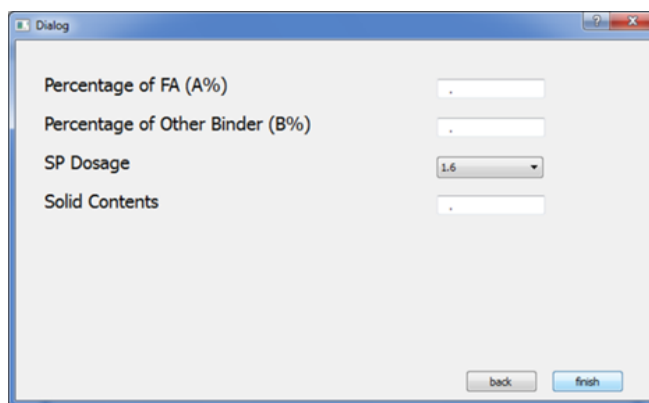 Dialog
Percentage of FA (A%)
.
Percentage of Other Binder (B%)
.
SP Dosage
1.6
Solid Contents
.
back
finish